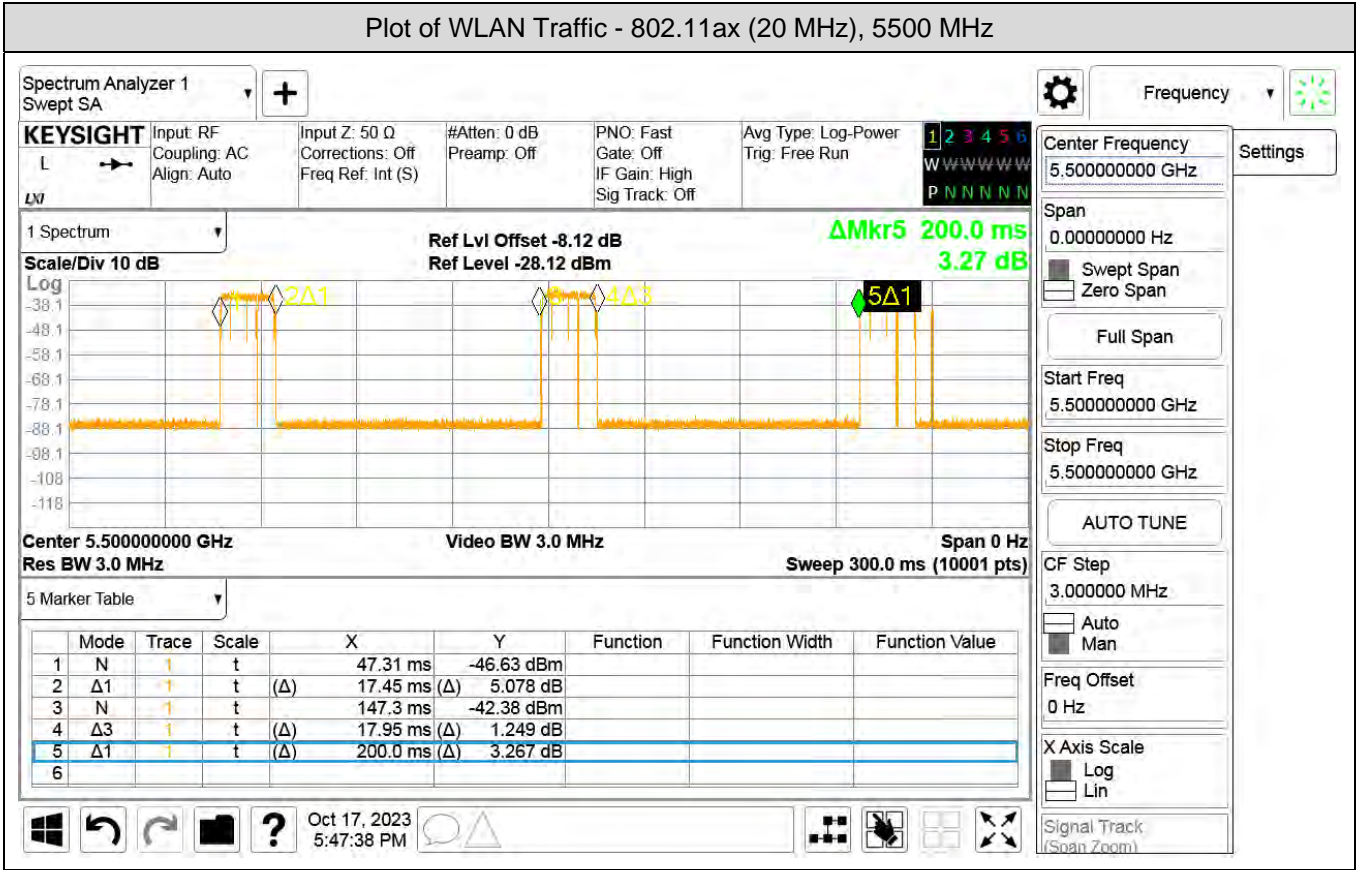 Plot of WLAN Traffic - 802.11ax (20 MHz), 5500 MHz
Spectrum Analyzer 1
Swept SA
+
Frequency
KEYSIGHT
L
LXI
Input: RF
Coupling: AC
Align: Auto
Input Z: 50 Ω
Corrections: Off
Freq Ref: Int (S)
#Atten: 0 dB
Preamp: Off
PNO: Fast
Gate: Off
IF Gain: High
Sig Track: Off
Avg Type: Log-Power
Trig: Free Run
1 2 3 4 5 6
W W W W W W
P N N N N N
Center Frequency
5.500000000 GHz
Settings
1 Spectrum
Scale/Div 10 dB
Ref Lvl Offset -8.12 dB
Ref Level -28.12 dBm
ΔMkr5 200.0 ms
3.27 dB
Span
0.00000000 Hz
Swept Span
Zero Span
Full Span
Start Freq
5.500000000 GHz
Stop Freq
5.500000000 GHz
AUTO TUNE
Log
-38.1
-48.1
-58.1
-68.1
-78.1
-88.1
-98.1
-108
-118
2Δ1
4Δ3
5Δ1
Center 5.500000000 GHz
Video BW 3.0 MHz
Span 0 Hz
Res BW 3.0 MHz
Sweep 300.0 ms (10001 pts)
CF Step
3.000000 MHz
Auto
Man
Freq Offset
0 Hz
X Axis Scale
Log
Lin
Signal Track
(Span Zoom)
5 Marker Table
Mode Trace Scale X Y Function Function Width Function Value
1 N 1 t 47.31 ms -46.63 dBm
2 Δ1 1 t (Δ) 17.45 ms (Δ) 5.078 dB
3 N 1 t 147.3 ms -42.38 dBm
4 Δ3 1 t (Δ) 17.95 ms (Δ) 1.249 dB
5 Δ1 1 t (Δ) 200.0 ms (Δ) 3.267 dB
6
?
Oct 17, 2023
5:47:38 PM